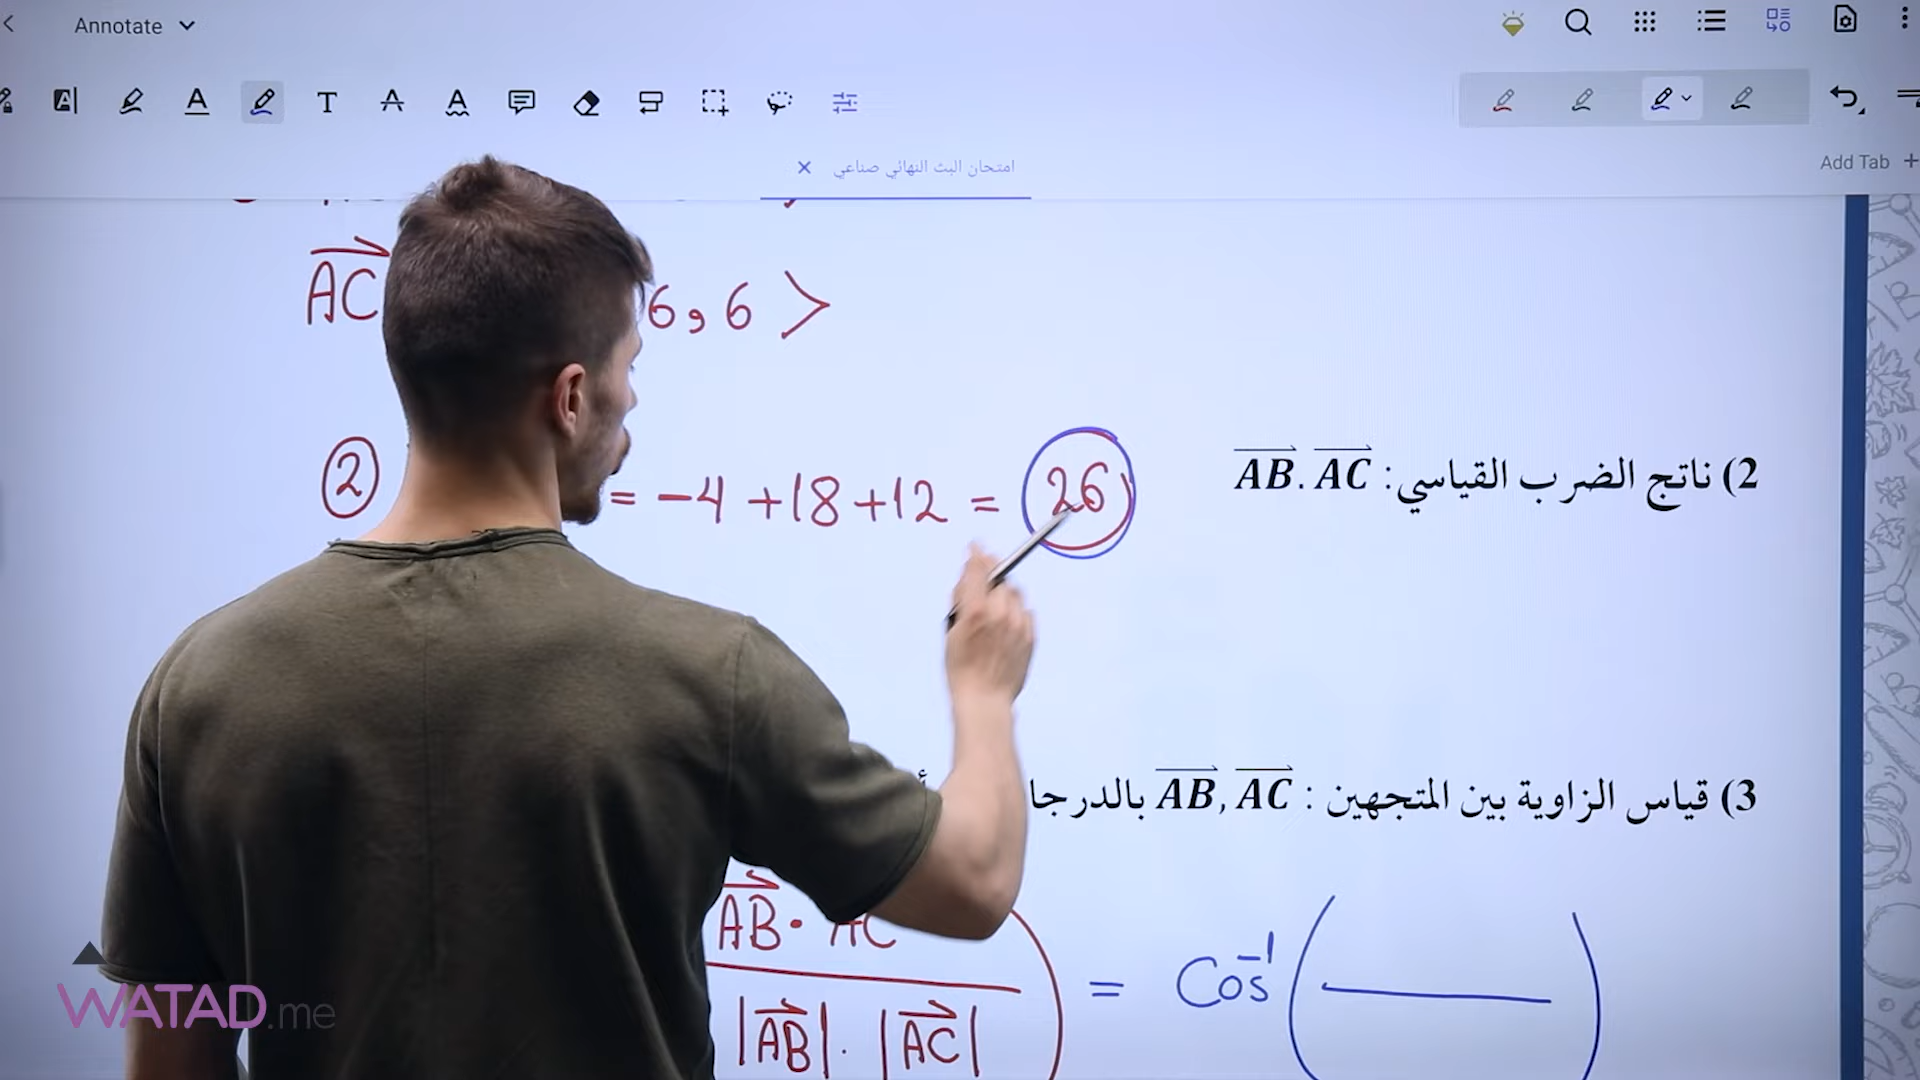 Annotate
امتحان البث النهائي صناعي
Add Tab +
AC 6,6 >
② = -4 +18 +12 = 26
2) ناتج الضرب القياسي: AB. AC
3) قياس الزاوية بين المتجهين : AB, AC بالدرجا
AB · AC
= Cos⁻¹ ( )
|AB| . |AC|
WATAD.me